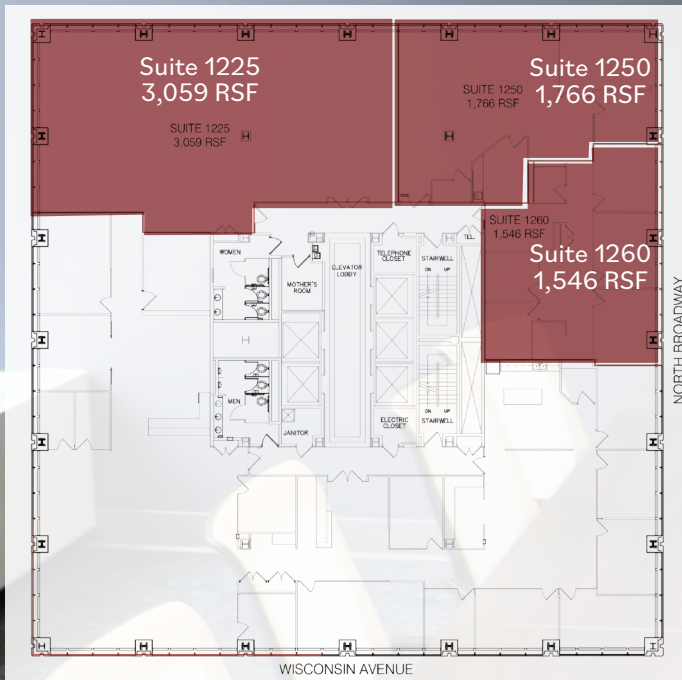 Suite 1225
3,059 RSF
SUITE 1225
3,059 RSF
Suite 1250
1,766 RSF
SUITE 1250
1,766 RSF
SUITE 1260
1,546 RSF
Suite 1260
1,546 RSF
WOMEN
MOTHER'S
ROOM
ELEVATOR
LOBBY
TELEPHONE
CLOSET
STAIRWELL
DN UP
TEL.
MEN
JANITOR
ELECTRIC
CLOSET
DN UP
STAIRWELL
NORTH BROADWAY
WISCONSIN AVENUE